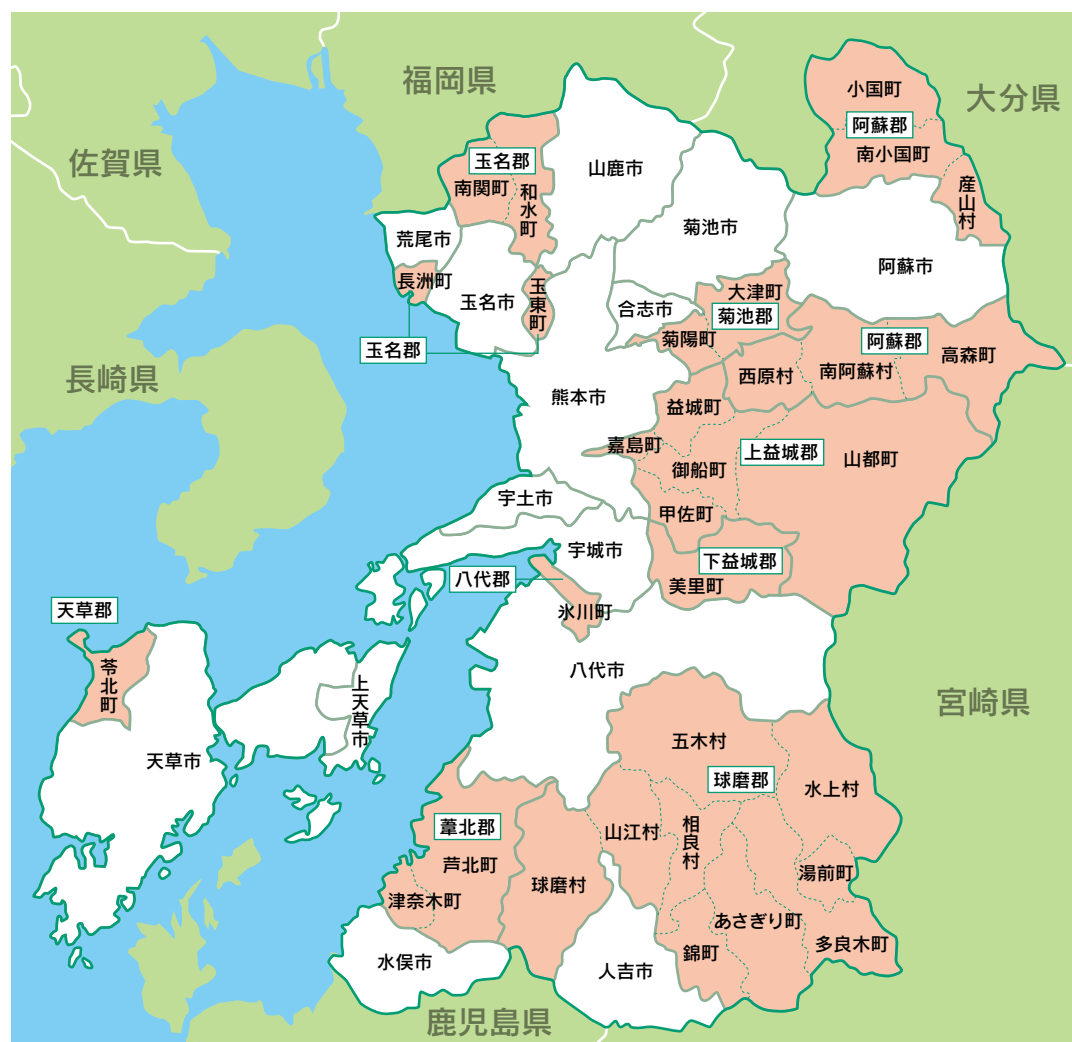 福岡県
大分県
佐賀県
長崎県
宮崎県
鹿児島県
小国町
阿蘇郡
南小国町
産山村
玉名郡
南関町
和水町
山鹿市
菊池市
荒尾市
長洲町
玉名市
玉東町
玉名郡
阿蘇市
合志市
大津町
菊池郡
菊陽町
阿蘇郡
高森町
西原村
南阿蘇村
熊本市
益城町
嘉島町
御船町
上益城郡
山都町
甲佐町
宇土市
宇城市
下益城郡
美里町
八代郡
氷川町
八代市
天草郡
苓北町
天草市
上天草市
五木村
球磨郡
水上村
山江村
相良村
湯前町
葦北郡
芦北町
津奈木町
球磨村
あさぎり町
多良木町
錦町
水俣市
人吉市